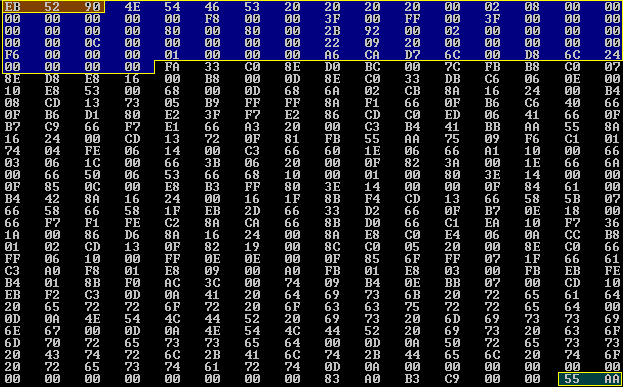 EB 52 90 4E 54 46 53 20 20 20 20 00 02 08 00 00
00 00 00 00 00 F8 00 00 3F 00 FF 00 3F 00 00 00
00 00 00 00 80 00 80 00 2B 92 00 02 00 00 00 00
00 00 0C 00 00 00 00 00 22 09 20 00 00 00 00 00
F6 00 00 00 01 00 00 00 A6 CA D7 6C 00 D8 6C 24
00 00 00 00 FA 33 C0 8E D0 BC 00 7C FB B8 C0 07
8E D8 E8 16 00 B8 00 0D 8E C0 33 DB C6 06 0E 00
10 E8 53 00 68 00 0D 68 6A 02 CB 8A 16 24 00 B4
08 CD 13 73 05 B9 FF FF 8A F1 66 0F B6 C6 40 66
0F B6 D1 80 E2 3F F7 E2 86 CD C0 ED 06 41 66 0F
B7 C9 66 F7 E1 66 A3 20 00 C3 B4 41 BB AA 55 8A
16 24 00 CD 13 72 0F 81 FB 55 AA 75 09 F6 C1 01
74 04 FE 06 14 00 C3 66 60 1E 06 66 A1 10 00 66
03 06 1C 00 66 3B 06 20 00 0F 82 3A 00 1E 66 6A
00 66 50 06 53 66 68 10 00 01 00 80 3E 14 00 00
0F 85 0C 00 E8 B3 FF 80 3E 14 00 00 0F 84 61 00
B4 42 8A 16 24 00 16 1F 8B F4 CD 13 66 58 5B 07
66 58 66 58 1F EB 2D 66 33 D2 66 0F B7 0E 18 00
66 F7 F1 FE C2 8A CA 66 8B D0 66 C1 EA 10 F7 36
1A 00 86 D6 8A 16 24 00 8A E8 C0 E4 06 0A CC B8
01 02 CD 13 0F 82 19 00 8C C0 05 20 00 8E C0 66
FF 06 10 00 FF 0E 0E 00 0F 85 6F FF 07 1F 66 61
C3 A0 F8 01 E8 09 00 A0 FB 01 E8 03 00 FB EB FE
B4 01 8B F0 AC 3C 00 74 09 B4 0E BB 07 00 CD 10
EB F2 C3 0D 0A 41 20 64 69 73 6B 20 72 65 61 64
20 65 72 72 6F 72 20 6F 63 63 75 72 72 65 64 00
0D 0A 4E 54 4C 44 52 20 69 73 20 6D 69 73 73 69
6E 67 00 0D 0A 4E 54 4C 44 52 20 69 73 20 63 6F
6D 70 72 65 73 73 65 64 00 0D 0A 50 72 65 73 73
20 43 74 72 6C 2B 41 6C 74 2B 44 65 6C 20 74 6F
20 72 65 73 74 61 72 74 0D 0A 00 00 00 00 00 00
00 00 00 00 00 00 00 00 83 A0 B3 C9 00 00 55 AA